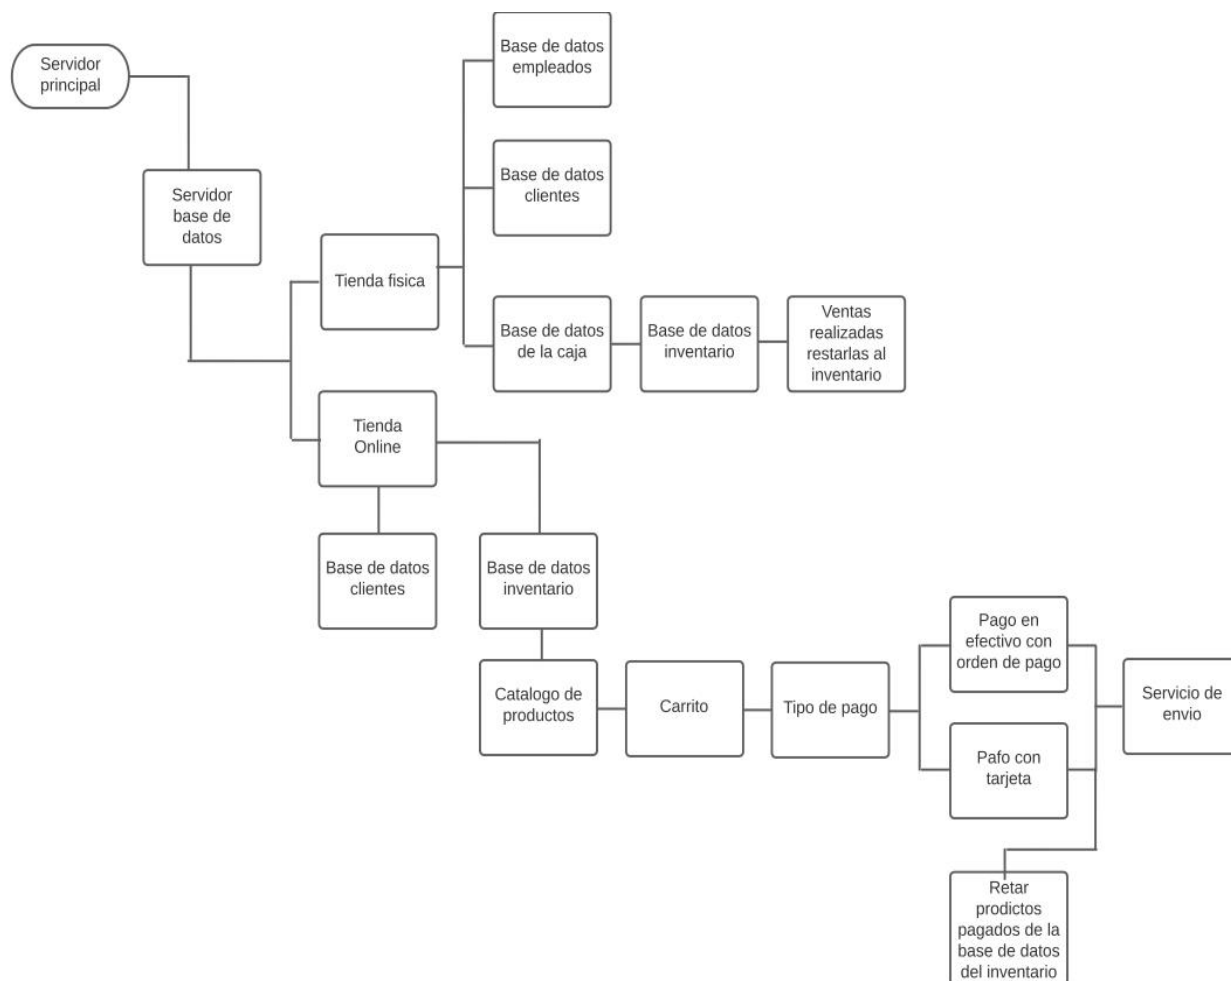 Servidor
principal
Servidor
base de
datos
Tienda fisica
Base de datos
empleados
Base de datos
clientes
Base de datos
de la caja
Base de datos
inventario
Ventas
realizadas
restarlas al
inventario
Tienda
Online
Base de datos
clientes
Base de datos
inventario
Catalogo de
productos
Carrito
Tipo de pago
Pago en
efectivo con
orden de pago
Pafo con
tarjeta
Servicio de
envio
Retar
prodictos
pagados de la
base de datos
del inventario